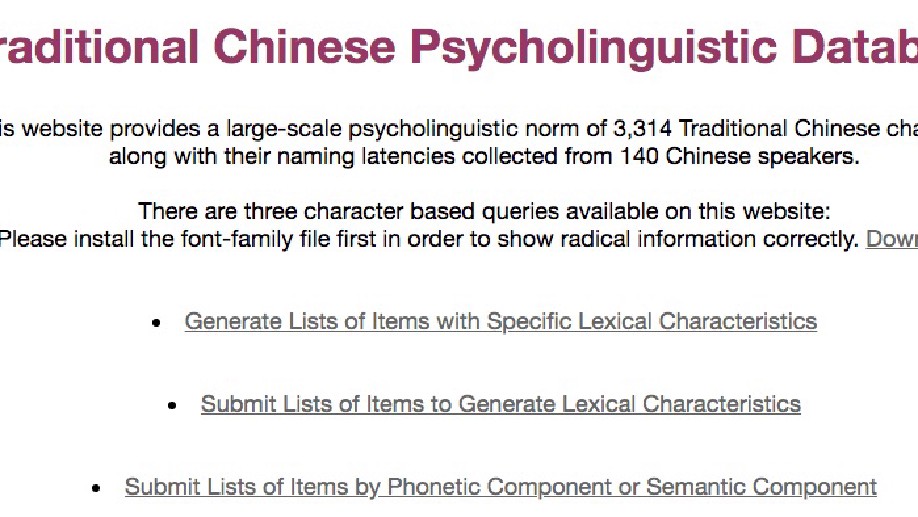 raditional Chinese Psycholinguistic Datab
is website provides a large-scale psycholinguistic norm of 3,314 Traditional Chinese cha
along with their naming latencies collected from 140 Chinese speakers.
There are three character based queries available on this website:
Please install the font-family file first in order to show radical information correctly. Down
• Generate Lists of Items with Specific Lexical Characteristics
• Submit Lists of Items to Generate Lexical Characteristics
• Submit Lists of Items by Phonetic Component or Semantic Component